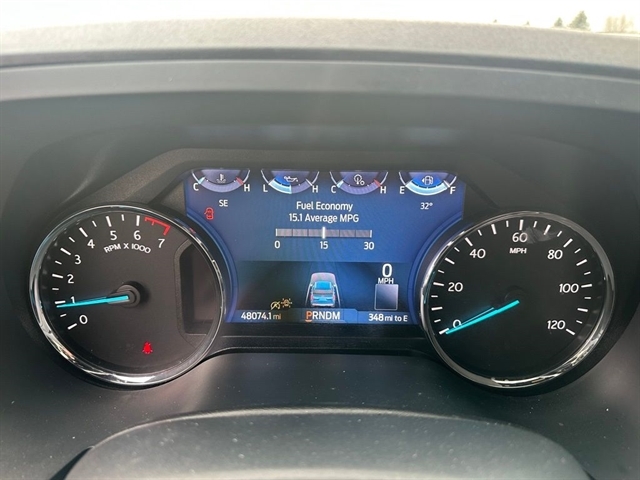 C H L H C H E F
SE
32°
Fuel Economy
15.1 Average MPG
0 15 30
0
MPH
48074.1 mi
PRNDM
348 mi to E
0 1 2 3 4 5 6 7
RPM X 1000
0 20 40 60 80 100 120
MPH